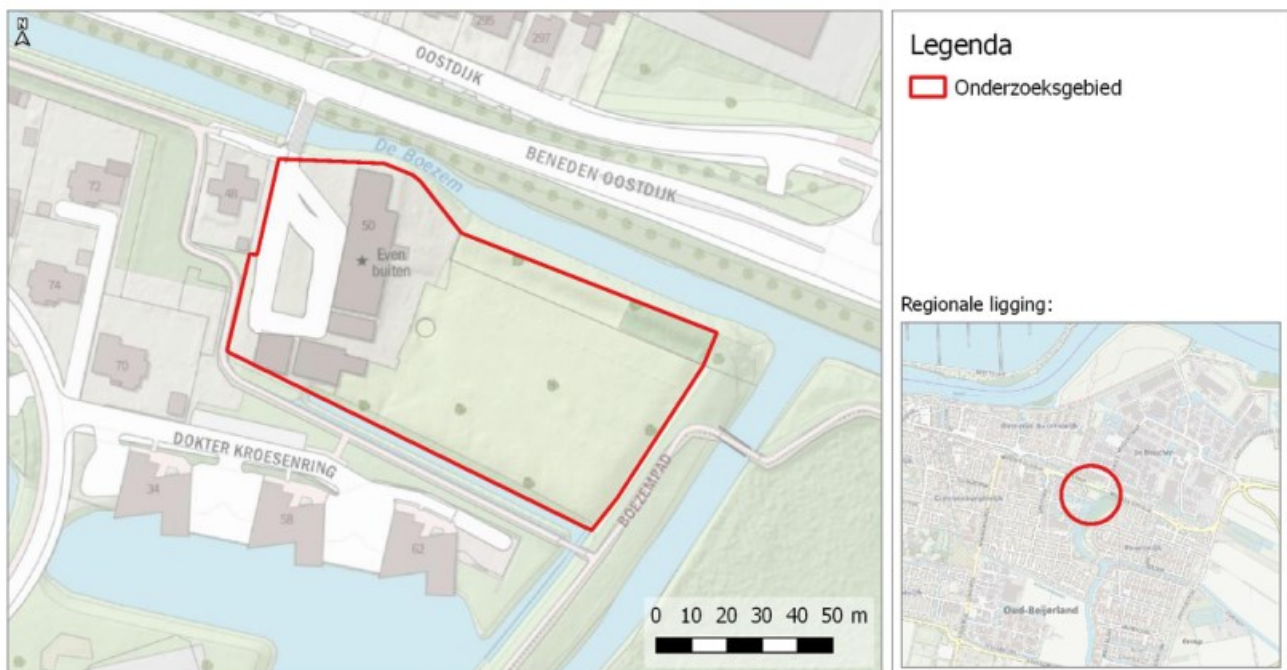 N
295
297
OOSTDIJK
De Boezem
BENEDEN OOSTDIJK
72
48
50
Even
buiten
74
70
DOKTER KROESENRING
34
58
62
BOEZEMPAD
0 10 20 30 40 50 m
Legenda
Onderzoeksgebied
Regionale ligging:
Oud-Beijerland